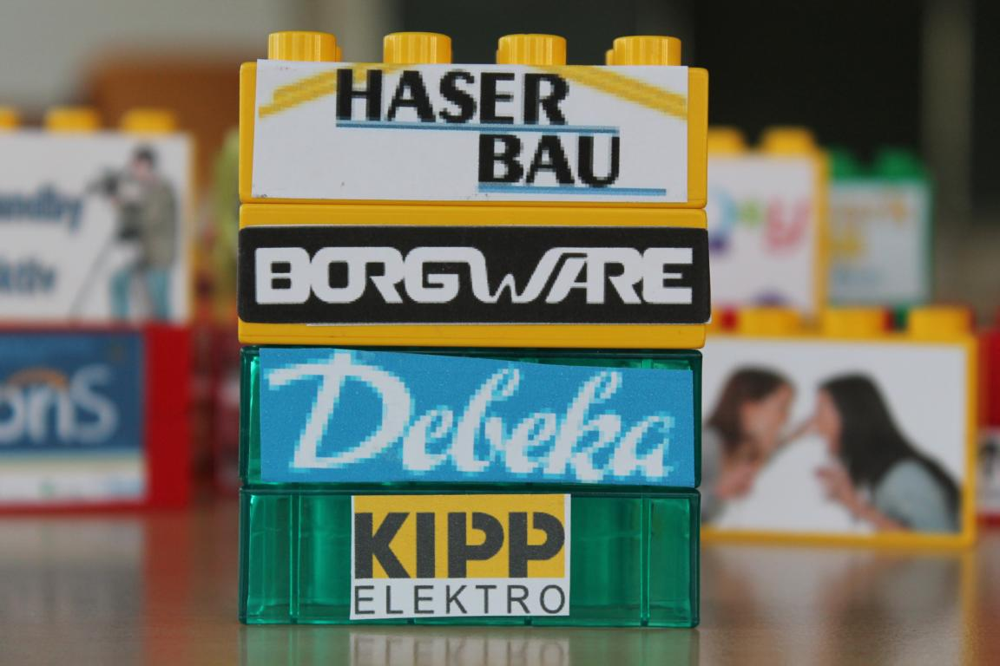 HASER
BAU
BORGWARE
Debeka
KIPP
ELEKTRO